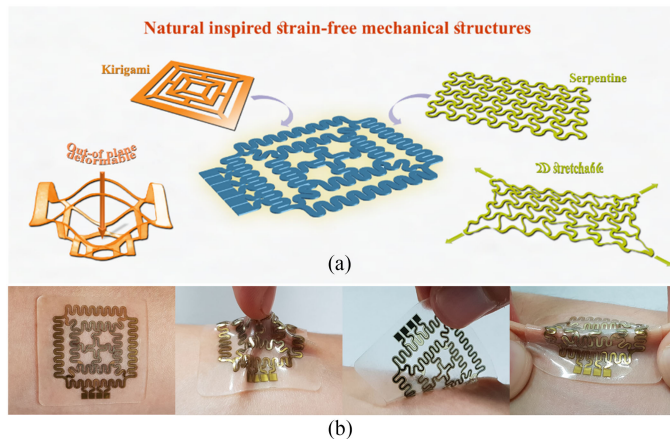 Natural inspired strain-free mechanical structures
Kirigami
Serpentine
Out-of plane
deformable
2D stretchable
(a)
(b)